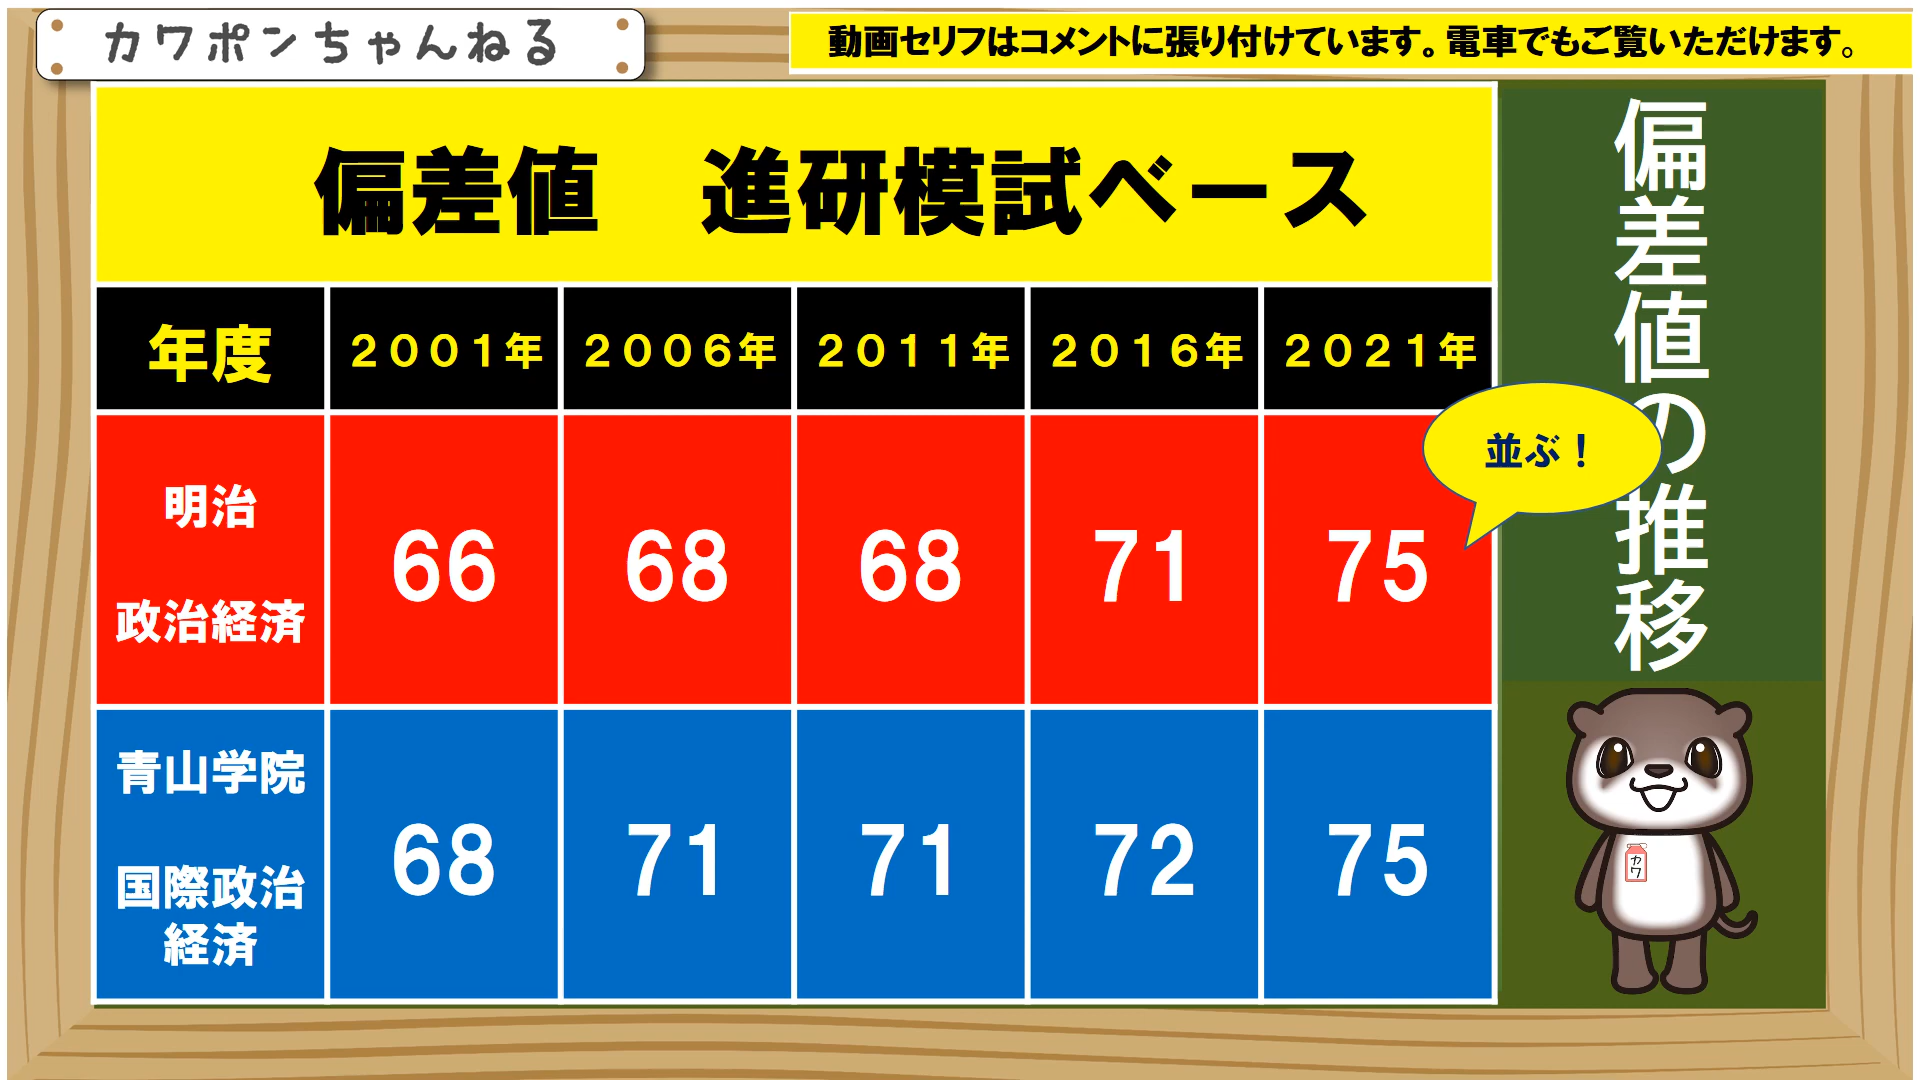 カワポンちゃんねる
動画セリフはコメントに張り付けています。電車でもご覧いただけます。
偏差値　進研模試ベース
年度 ２００１年 ２００６年 ２０１１年 ２０１６年 ２０２１年
明治
政治経済
66 68 68 71 75
並ぶ！
青山学院
国際政治
経済
68 71 71 72 75
偏差値の推移
カワ